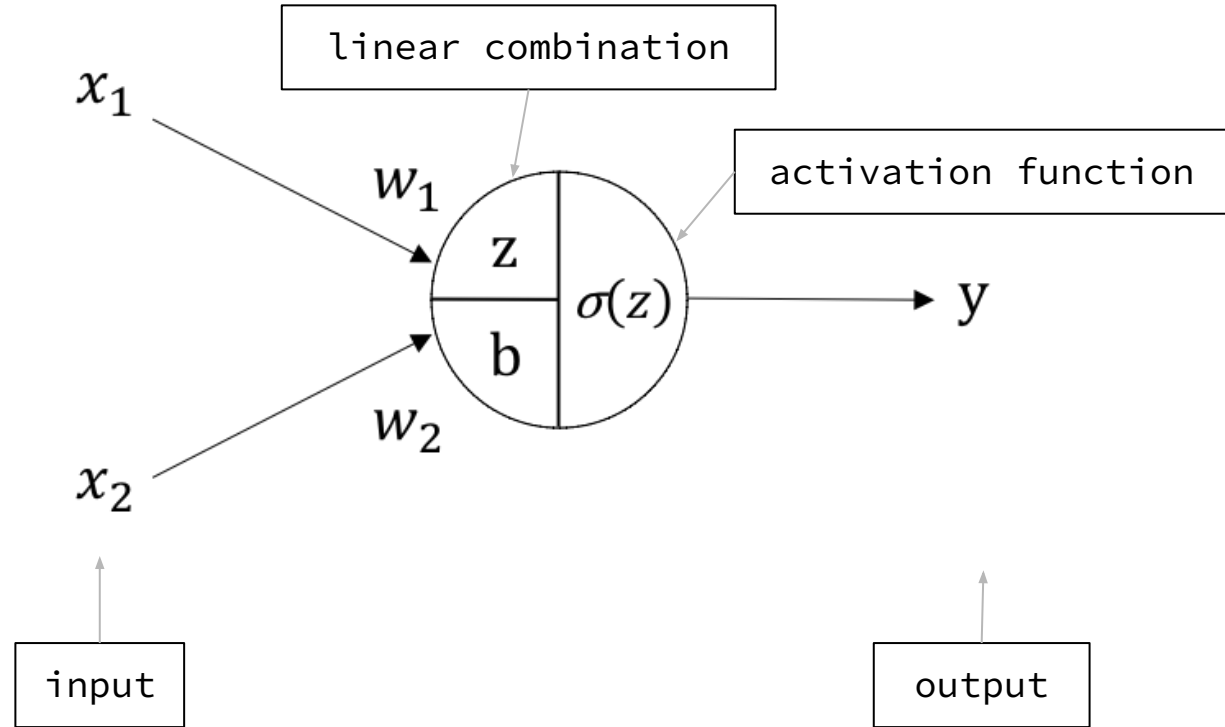 linear combination
x₁
activation function
w₁
z
σ(z)
y
b
w₂
x₂
input
output